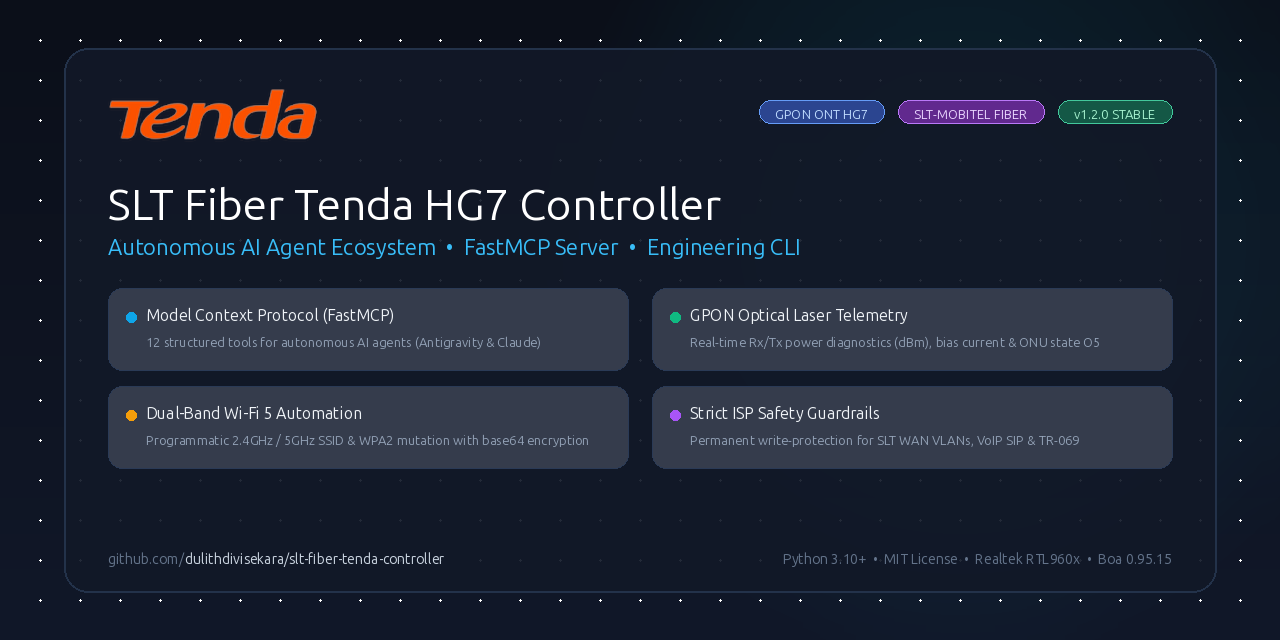 Tenda
GPON ONT HG7
SLT-MOBITEL FIBER
v1.2.0 STABLE
SLT Fiber Tenda HG7 Controller
Autonomous AI Agent Ecosystem • FastMCP Server • Engineering CLI
Model Context Protocol (FastMCP)
12 structured tools for autonomous AI agents (Antigravity & Claude)
GPON Optical Laser Telemetry
Real-time Rx/Tx power diagnostics (dBm), bias current & ONU state O5
Dual-Band Wi-Fi 5 Automation
Programmatic 2.4GHz / 5GHz SSID & WPA2 mutation with base64 encryption
Strict ISP Safety Guardrails
Permanent write-protection for SLT WAN VLANs, VoIP SIP & TR-069
github.com/dulithdivisekara/slt-fiber-tenda-controller
Python 3.10+ • MIT License • Realtek RTL960x • Boa 0.95.15